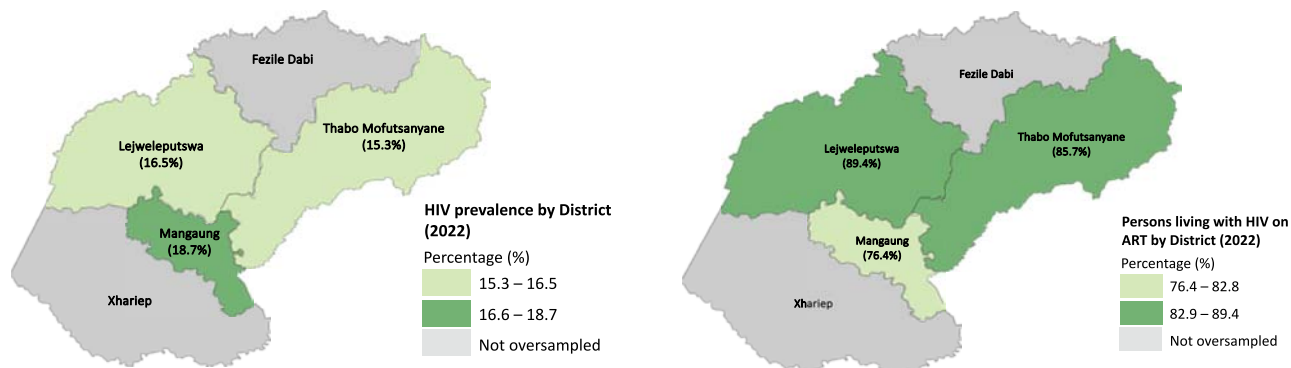 Fezile Dabi
Thabo Mofutsanyane
(15.3%)
Lejweleputswa
(16.5%)
Mangaung
(18.7%)
Xhariep
HIV prevalence by District
(2022)
Percentage (%)
15.3 – 16.5
16.6 – 18.7
Not oversampled
Fezile Dabi
Thabo Mofutsanyane
(85.7%)
Lejweleputswa
(89.4%)
Mangaung
(76.4%)
Xhariep
Persons living with HIV on
ART by District (2022)
Percentage (%)
76.4 – 82.8
82.9 – 89.4
Not oversampled